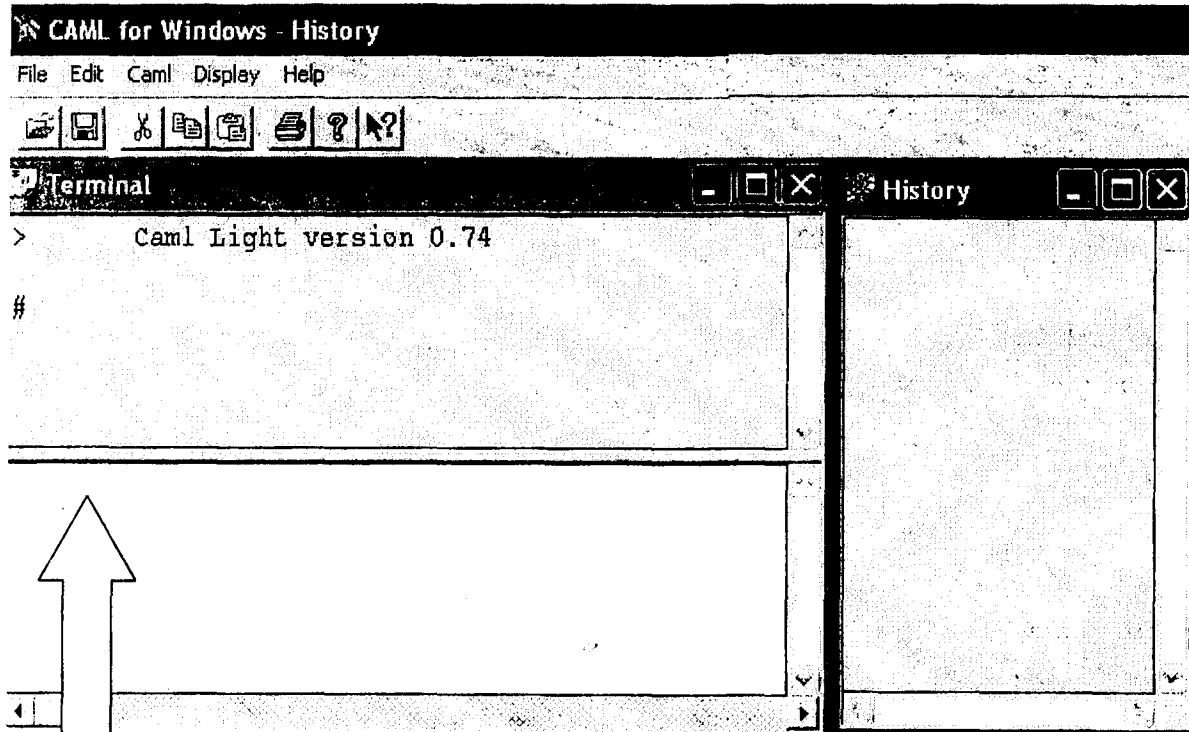 CAML for Windows - History
File Edit Caml Display Help
Terminal
History
> Caml Light version 0.74
#